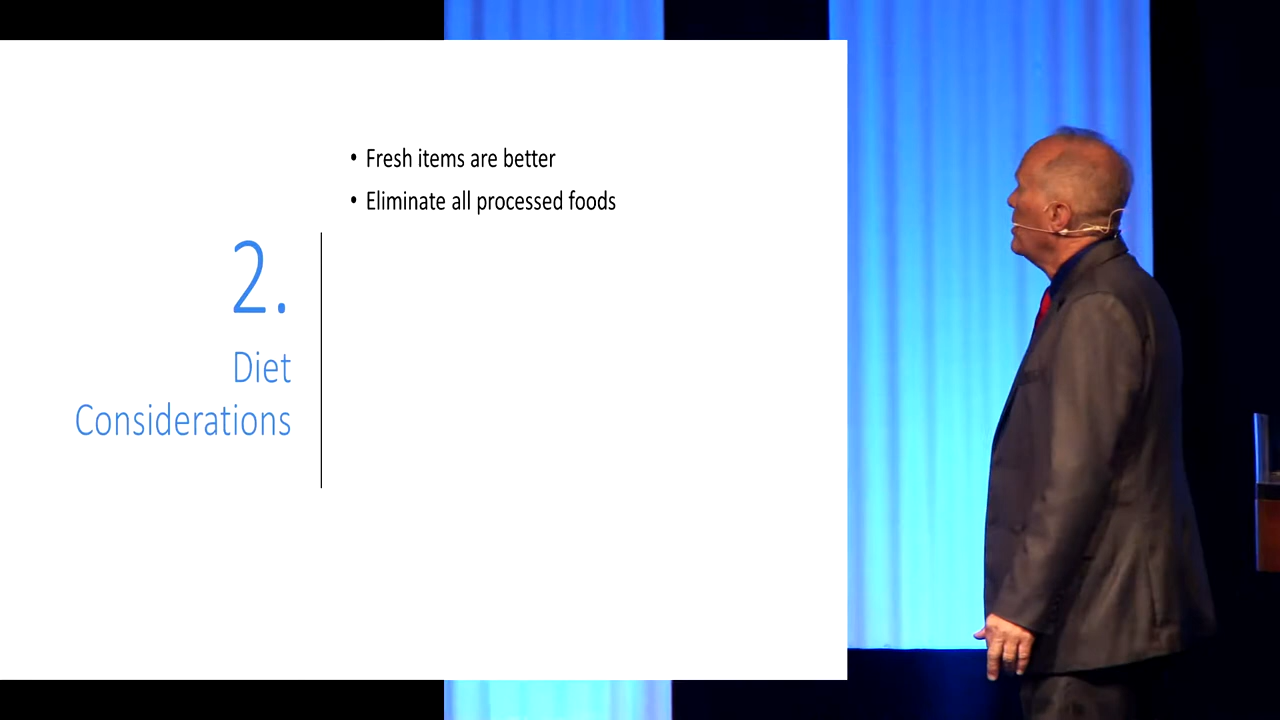 2.
Diet
Considerations
• Fresh items are better
• Eliminate all processed foods